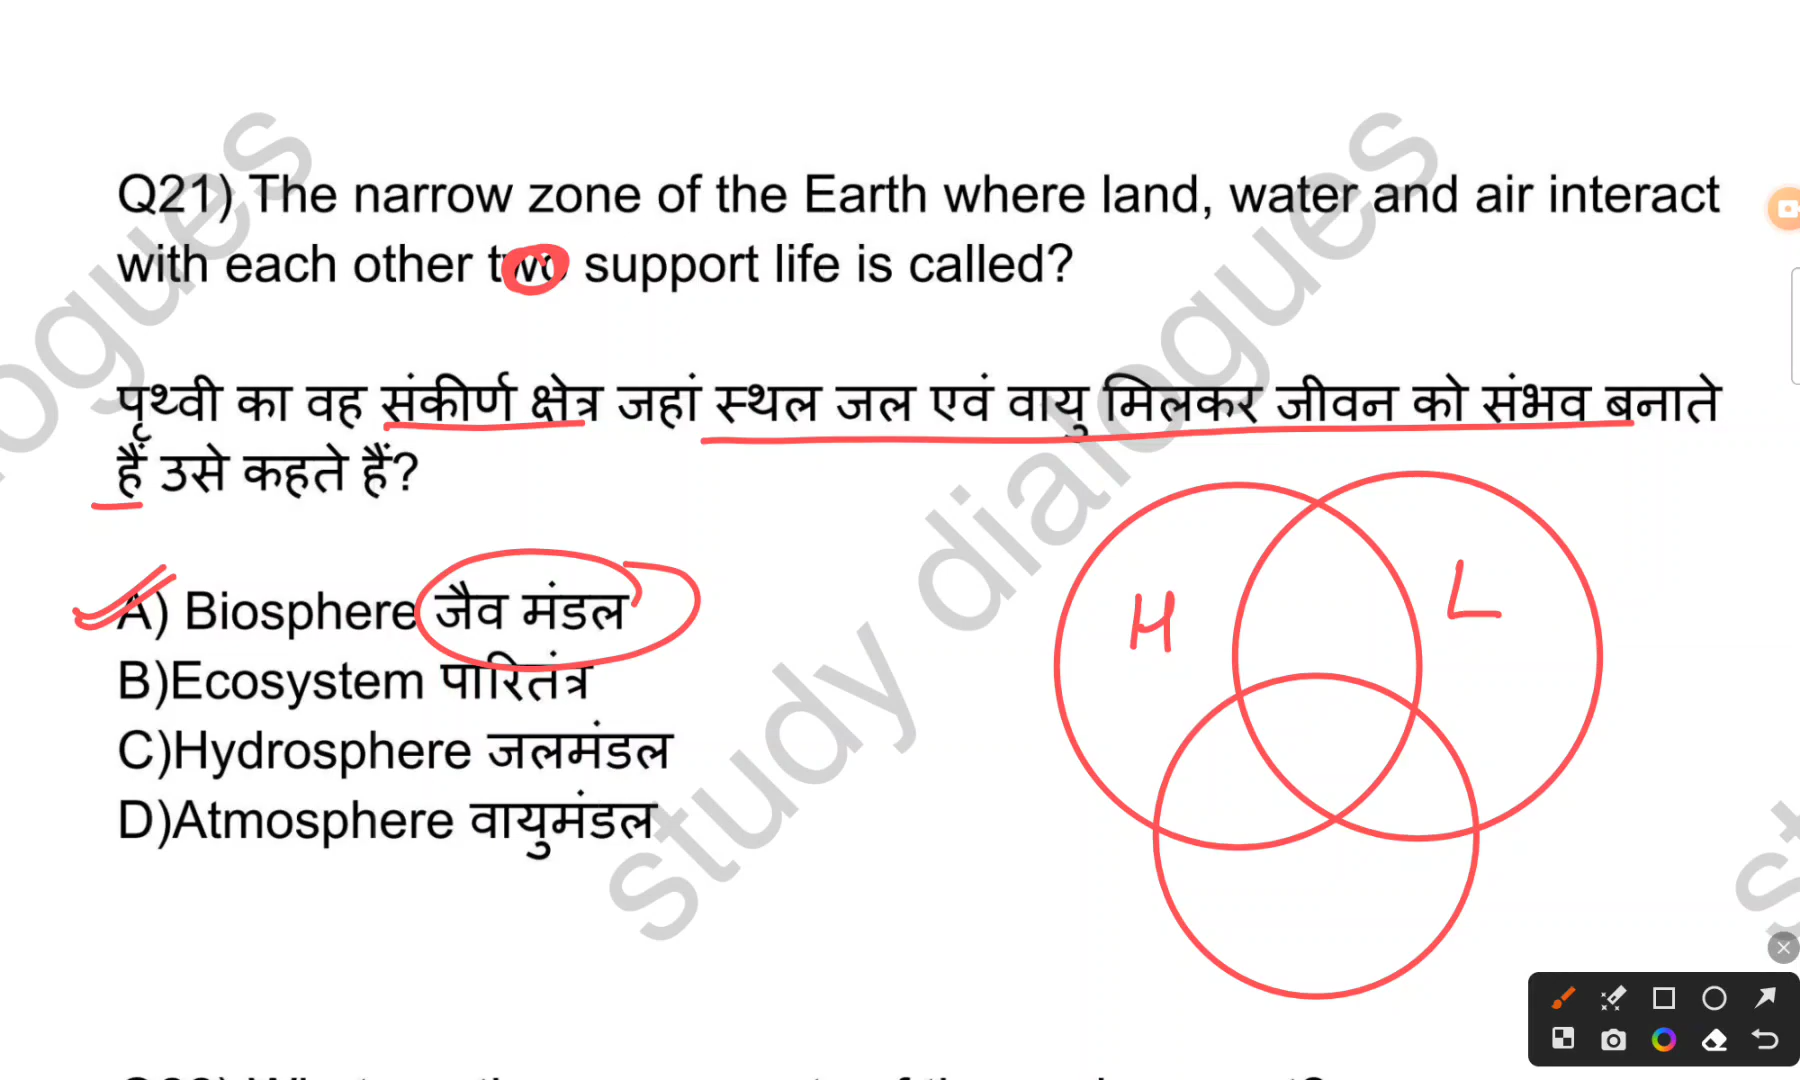 Q21) The narrow zone of the Earth where land, water and air interact
with each other two support life is called?
पृथ्वी का वह संकीर्ण क्षेत्र जहां स्थल जल एवं वायु मिलकर जीवन को संभव बनाते
हैं उसे कहते हैं?
A) Biosphere जैव मंडल
B)Ecosystem पारितंत्र
C)Hydrosphere जलमंडल
D)Atmosphere वायुमंडल
H
L
study dialogues